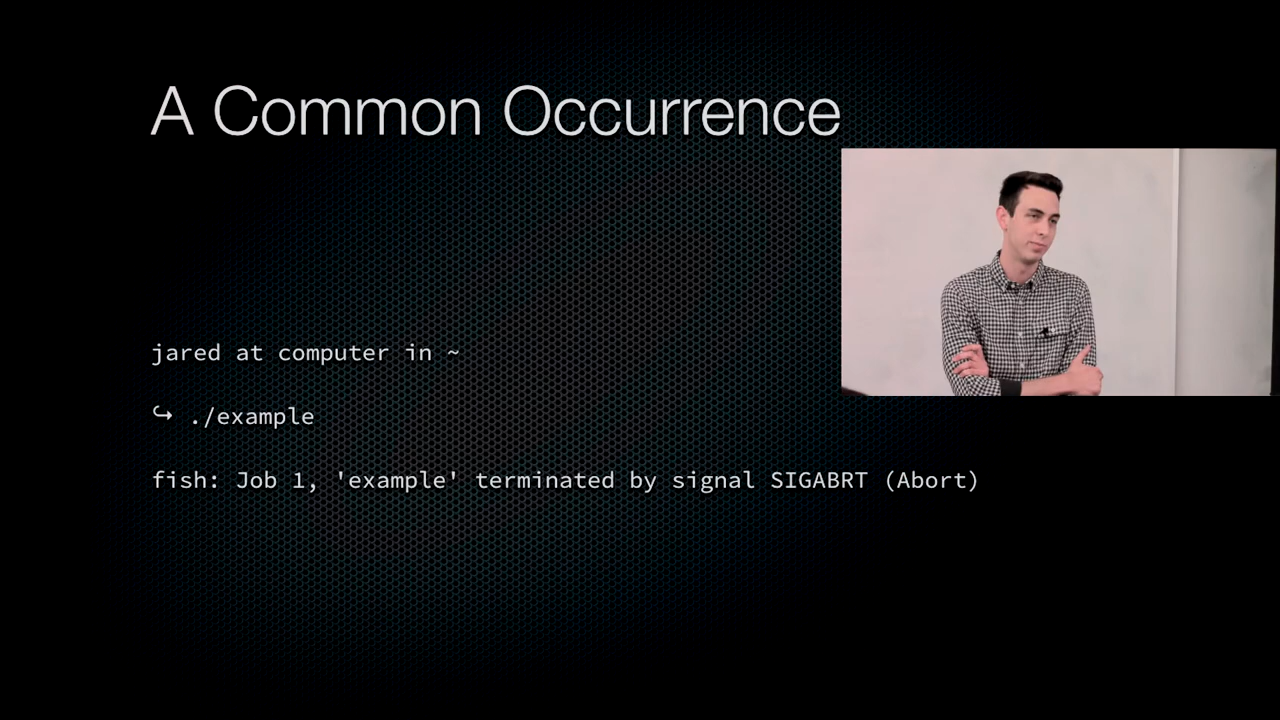 A Common Occurrence
jared at computer in ~
↪ ./example
fish: Job 1, 'example' terminated by signal SIGABRT (Abort)